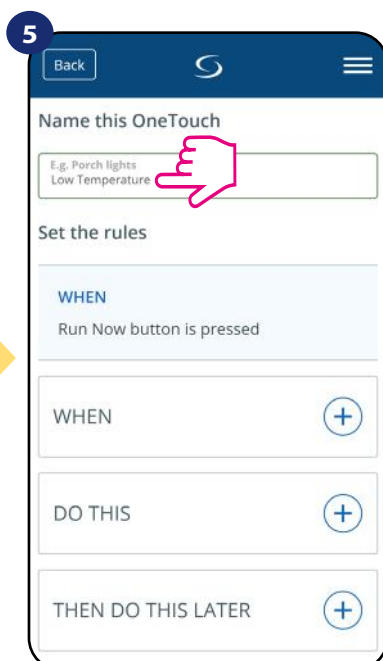 5
Back
Name this OneTouch
E.g. Porch lights
Low Temperature
Set the rules
WHEN
Run Now button is pressed
WHEN
DO THIS
THEN DO THIS LATER